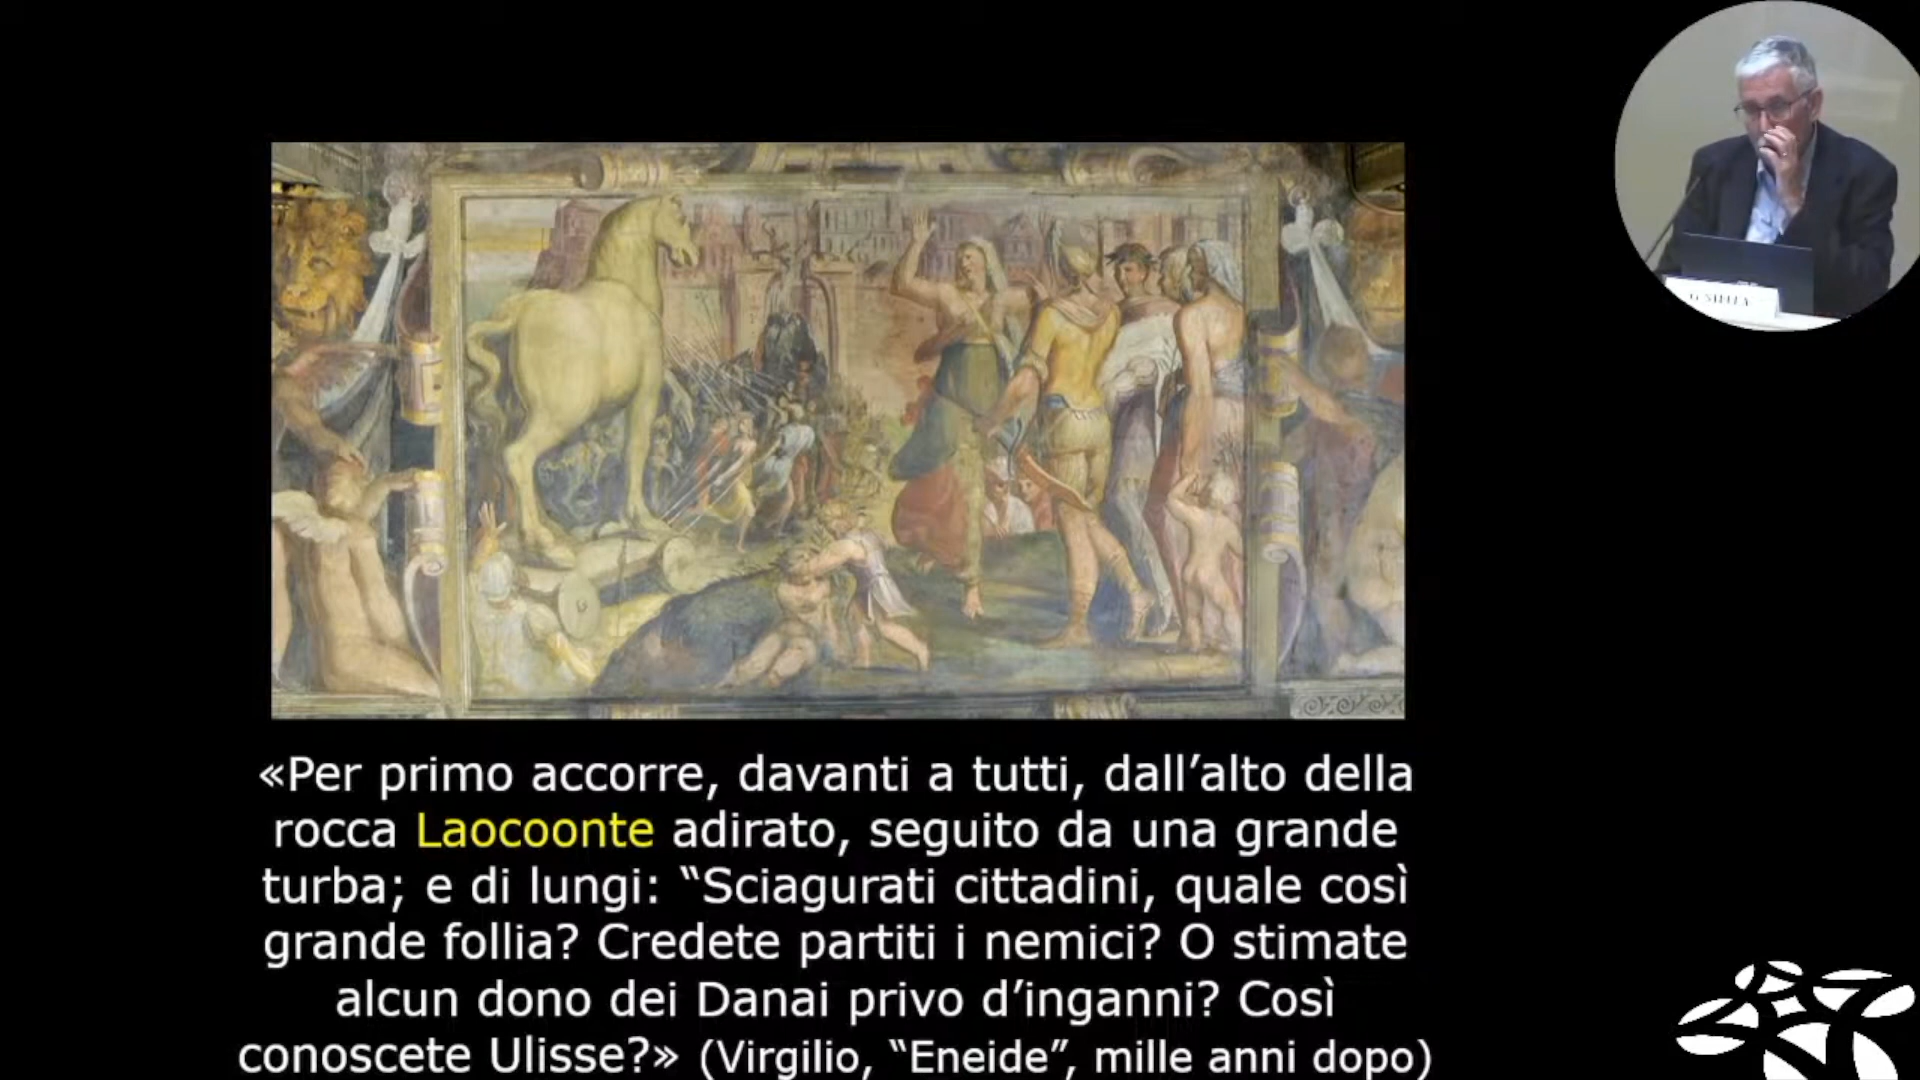 «Per primo accorre, davanti a tutti, dall’alto della
rocca Laocoonte adirato, seguito da una grande
turba; e di lungi: “Sciagurati cittadini, quale così
grande follia? Credete partiti i nemici? O stimate
alcun dono dei Danai privo d’inganni? Così
conoscete Ulisse?» (Virgilio, “Eneide”, mille anni dopo)